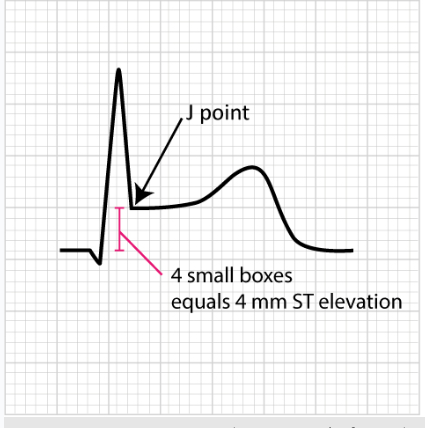 J point
4 small boxes
equals 4 mm ST elevation